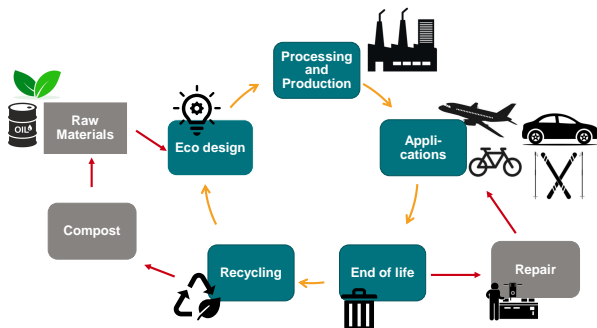 Processing
and
Production
Raw
Materials
OIL
Eco design
Appli-
cations
Compost
Recycling
End of life
Repair